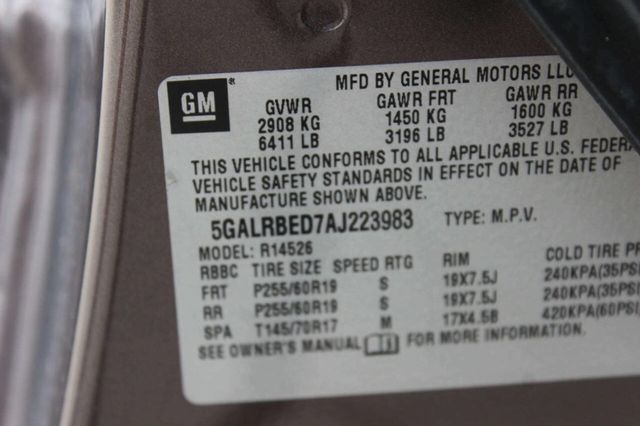 MFD BY GENERAL MOTORS LLC
GM®
GVWR GAWR FRT GAWR RR
2908 KG 1450 KG 1600 KG
6411 LB 3196 LB 3527 LB
THIS VEHICLE CONFORMS TO ALL APPLICABLE U.S. FEDERA
VEHICLE SAFETY STANDARDS IN EFFECT ON THE DATE OF
MANUFACTURE SHOWN ABOVE.
5GALRBED7AJ223983 TYPE: M.P.V.
MODEL: R14526
RBBC TIRE SIZE SPEED RTG RIM COLD TIRE PR
FRT P255/60R19 S 19X7.5J 240KPA(35PSI
RR P255/60R19 S 19X7.5J 240KPA(35PSI
SPA T145/70R17 M 17X4.5B 420KPA(60PSI
SEE OWNER'S MANUAL FOR MORE INFORMATION.